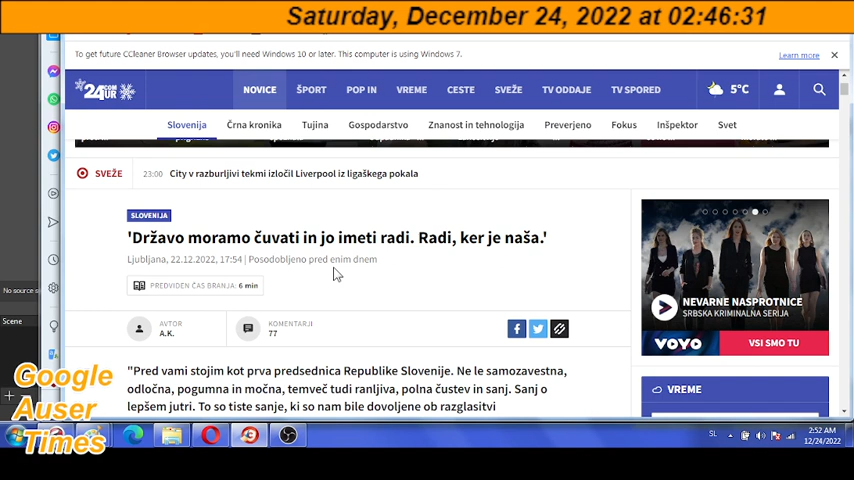 Saturday, December 24, 2022 at 02:46:31
To get future CCleaner Browser updates, you'll need Windows 10 or later. This computer is using Windows 7.
Learn more
24UR.COM
NOVICE ŠPORT POP IN VREME CESTE SVEŽE TV ODDAJE TV SPORED
5°C
Slovenija Črna kronika Tujina Gospodarstvo Znanost in tehnologija Preverjeno Fokus Inšpektor Svet
SVEŽE 23:00 City v razburljivi tekmi izločil Liverpool iz ligaškega pokala
SLOVENIJA
'Državo moramo čuvati in jo imeti radi. Radi, ker je naša.'
Ljubljana, 22.12.2022, 17:54 | Posodobljeno pred enim dnem
PREDVIDEN ČAS BRANJA: 6 min
AVTOR
A.K.
KOMENTARJI
77
"Pred vami stojim kot prva predsednica Republike Slovenije. Ne le samozavestna,
odločna, pogumna in močna, temveč tudi ranljiva, polna čustev in sanj. Sanj o
lepšem jutri. To so tiste sanje, ki so nam bile dovoljene ob razglasitvi
NEVARNE NASPROTNICE
SRBSKA KRIMINALNA SERIJA
VOYO
VSI SMO TU
VREME
No source s
Scene
Google
Auser
Times
SL
2:52 AM
12/24/2022